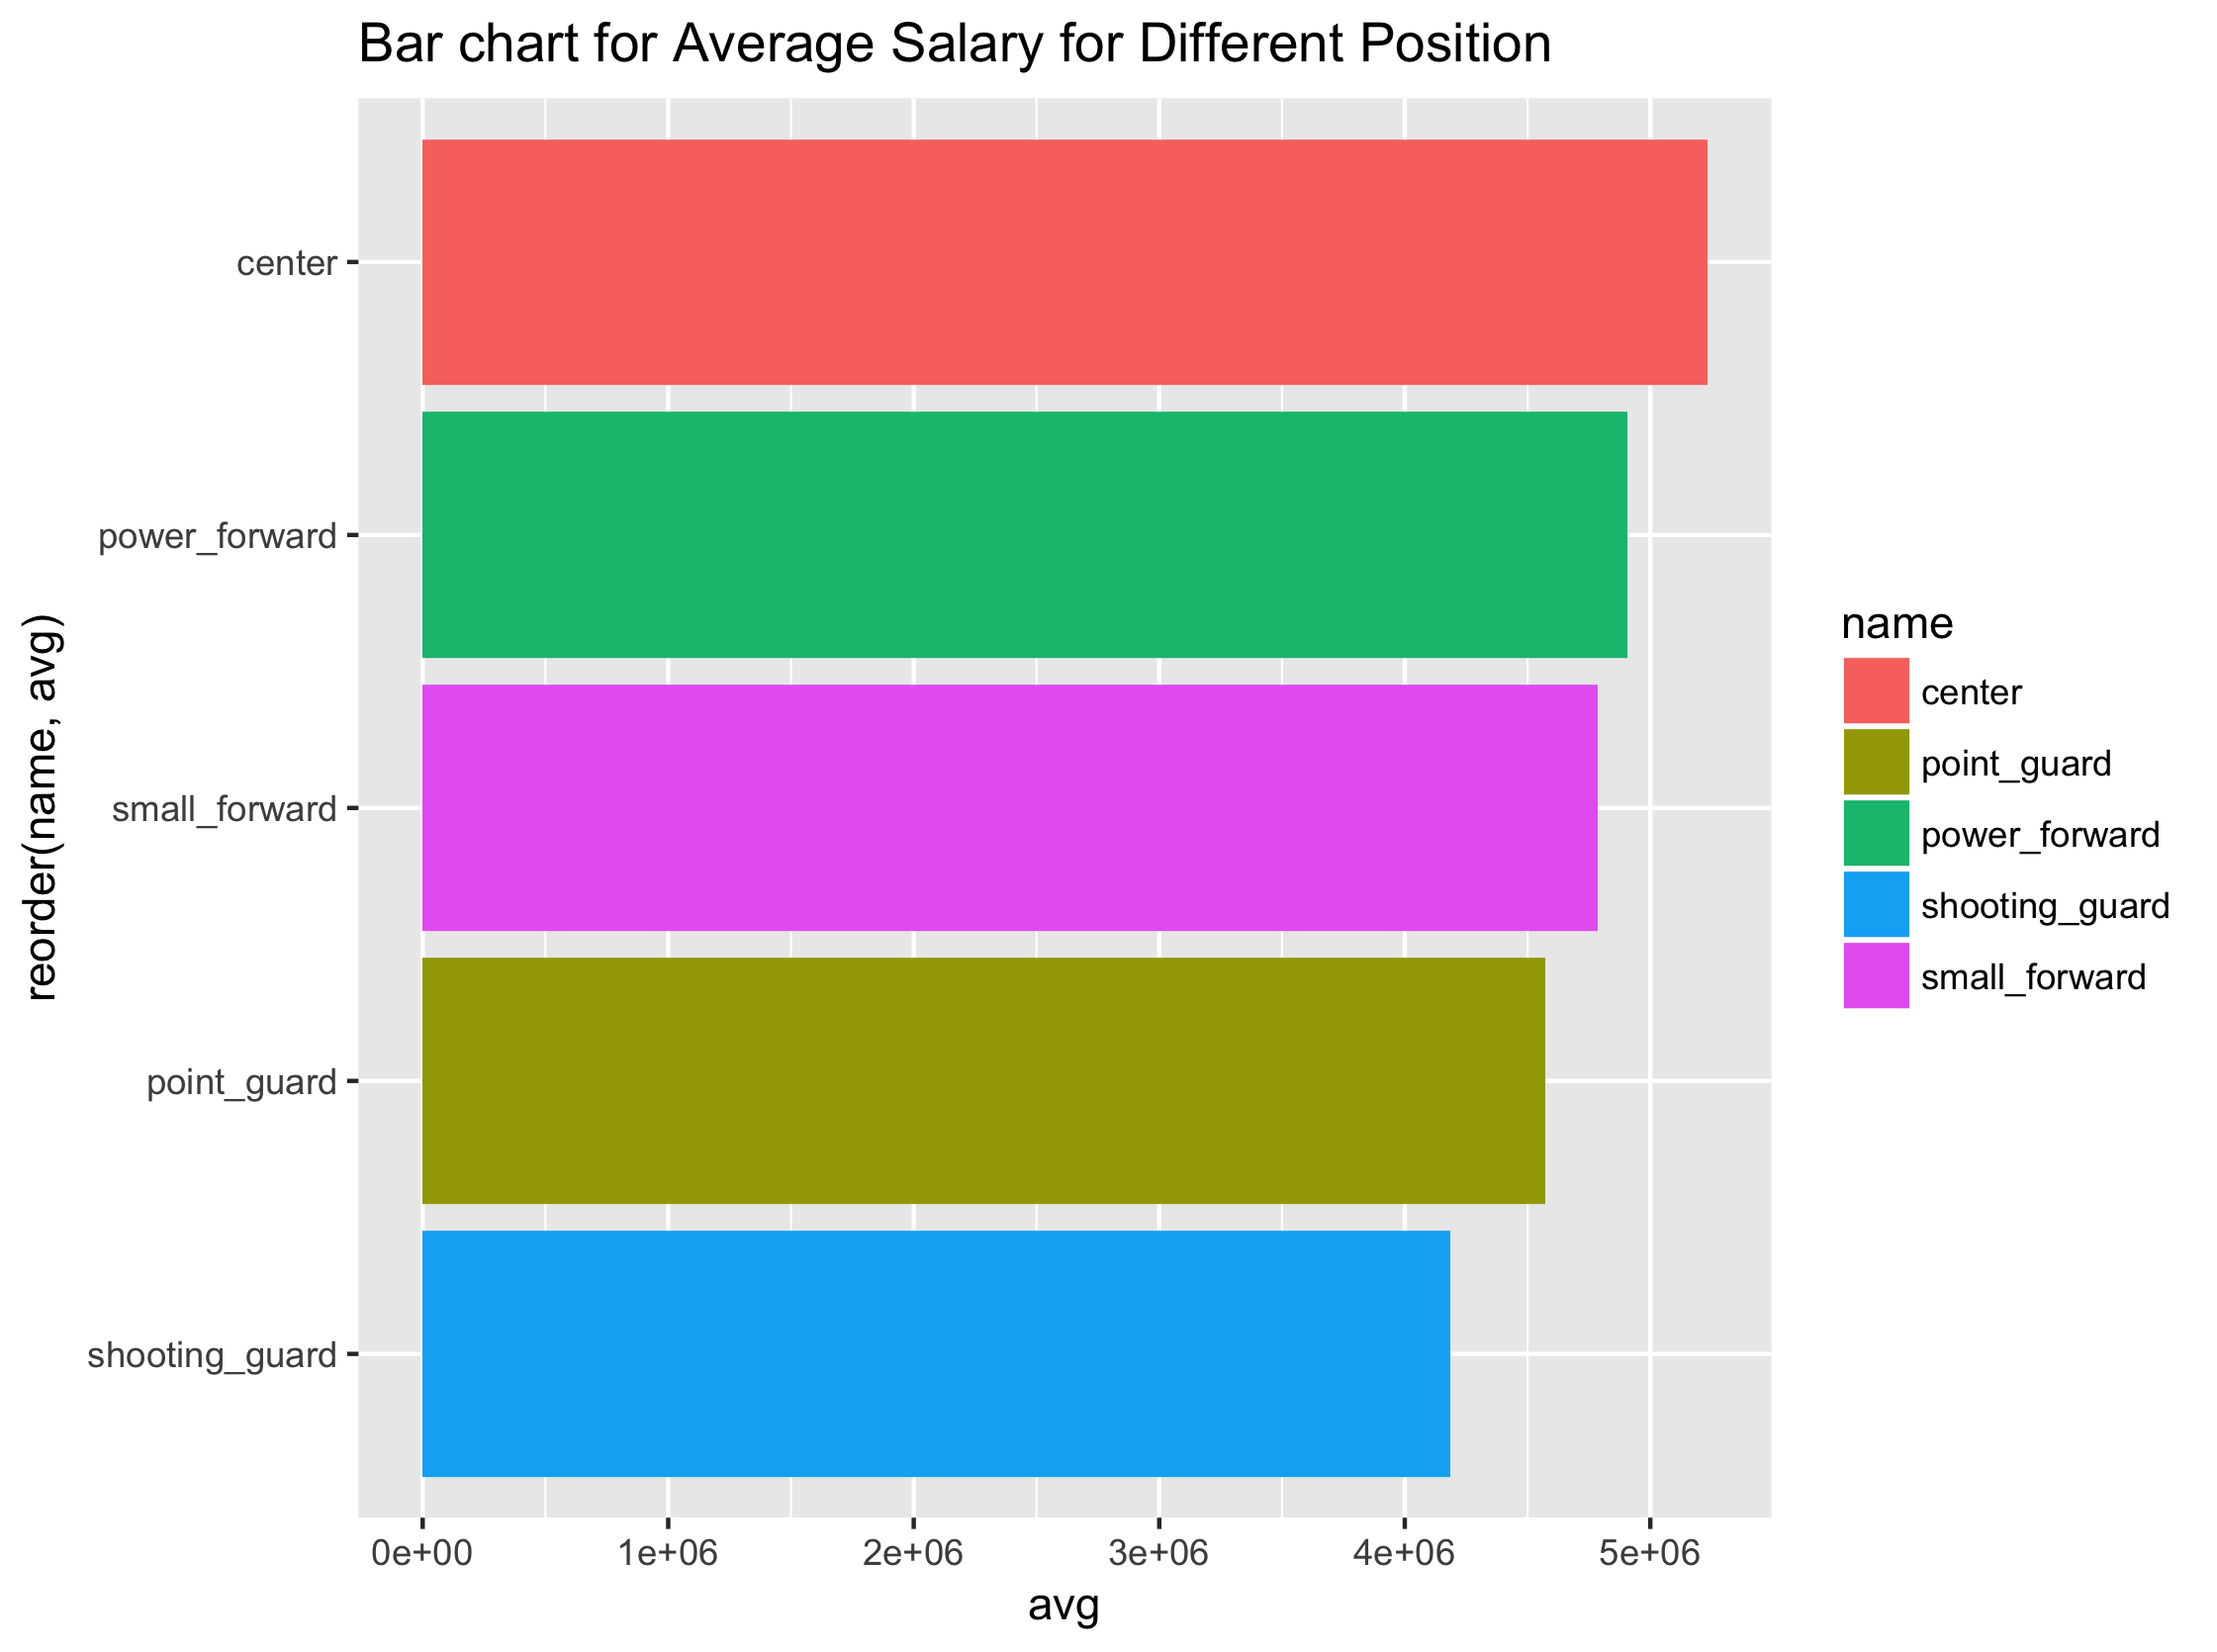 Bar chart for Average Salary for Different Position
reorder(name, avg)
center
power_forward
small_forward
point_guard
shooting_guard
0e+00 1e+06 2e+06 3e+06 4e+06 5e+06
avg
name
center
point_guard
power_forward
shooting_guard
small_forward